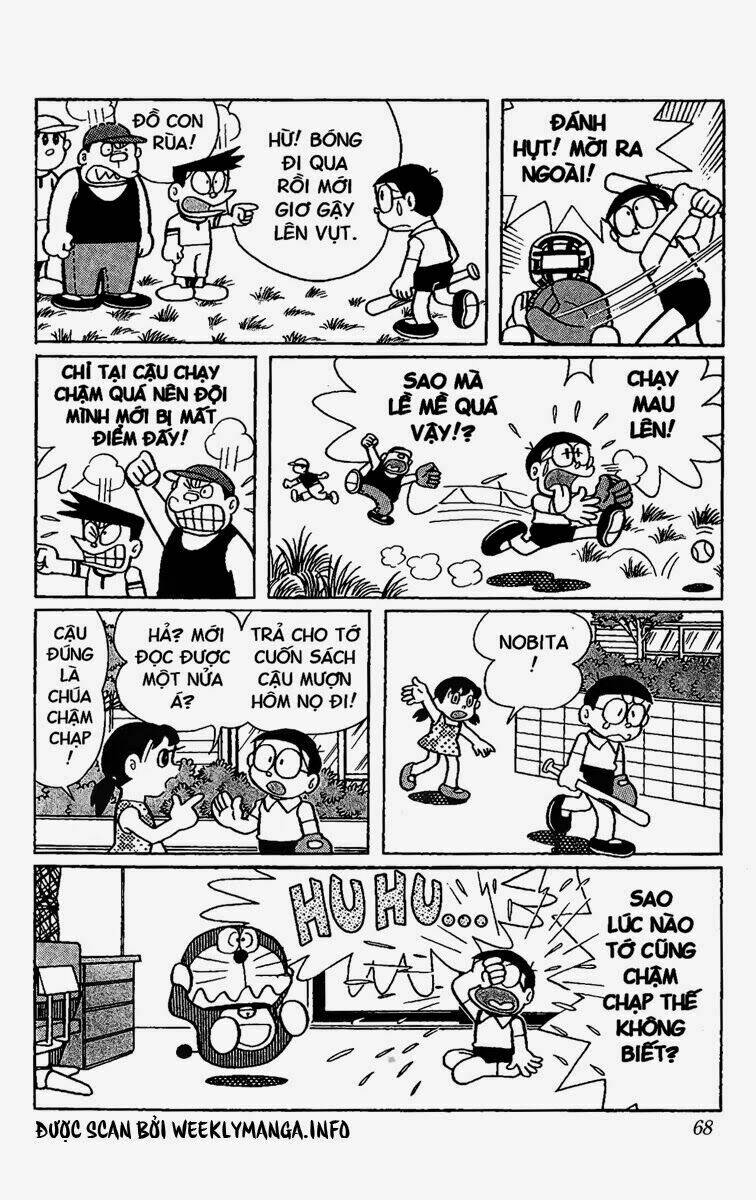 ĐÁNH
HỤT! MỜI RA
NGOÀI!
HỪ! BÓNG
ĐI QUA
RỒI MỚI
GIƠ GẬY
LÊN VỤT.
ĐỒ CON
RÙA!
CHẠY
MAU
LÊN!
SAO MÀ
LỀ MỀ QUÁ
VẬY!?
CHỈ TẠI CẬU CHẠY
CHẬM QUÁ NÊN ĐỘI
MÌNH MỚI BỊ MẤT
ĐIỂM ĐẤY!
NOBITA
!
TRẢ CHO TỚ
CUỐN SÁCH
CẬU MƯỢN
HÔM NỌ ĐI!
HẢ? MỚI
ĐỌC ĐƯỢC
MỘT NỬA
Á?
CẬU
ĐÚNG
LÀ
CHÚA
CHẬM
CHẠP
!
SAO
LÚC NÀO
TỚ CŨNG
CHẬM
CHẠP THẾ
KHÔNG
BIẾT?
HU HU...
ĐƯỢC SCAN BỞI WEEKLYMANGA.INFO
68